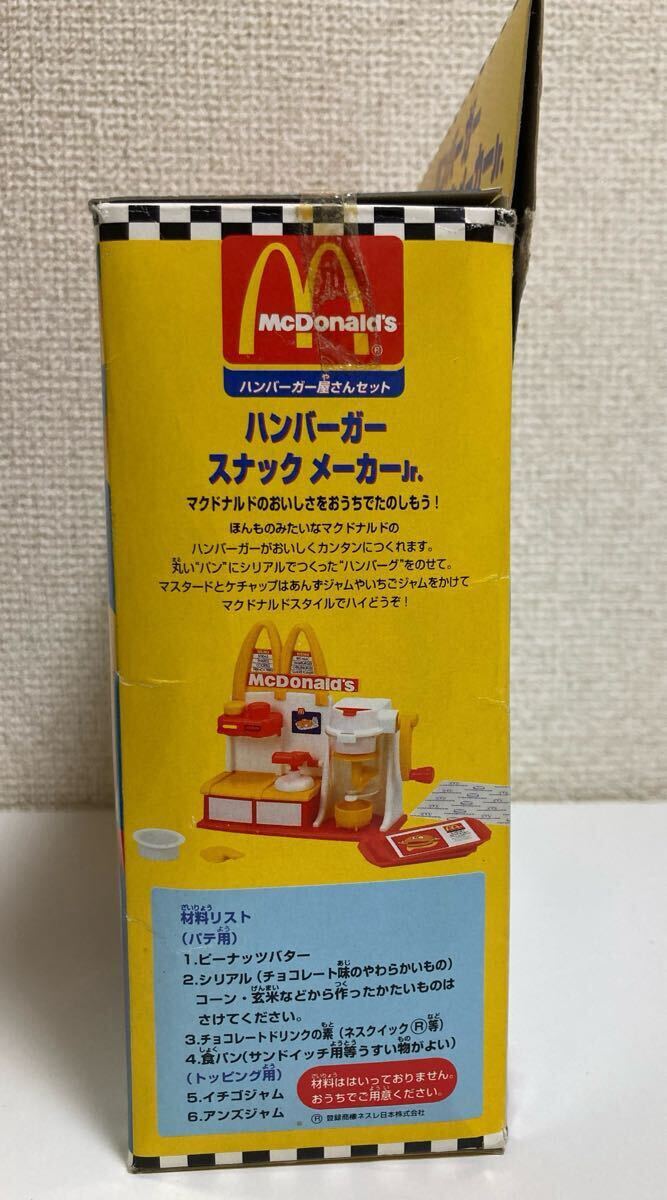 McDonald's
®
ハンバーガー屋さんセット
ハンバーガー
スナック メーカーJr.
マクドナルドのおいしさをおうちでたのしもう!
ほんものみたいなマクドナルドの
ハンバーガーがおいしくカンタンにつくれます。
丸い"パン"にシリアルでつくった"ハンバーグ"をのせて。
マスタードとケチャップはあんずジャムやいちごジャムをかけて
マクドナルドスタイルでハイどうぞ!
McDonald's
材料リスト
(パテ用)
1.ピーナッツバター
2.シリアル(チョコレート味のやわらかいもの)
コーン・玄米などから作ったかたいものは
さけてください。
3.チョコレートドリンクの素(ネスクイック®等)
4.食パン(サンドイッチ用等うすい物がよい)
(トッピング用)
5.イチゴジャム
6.アンズジャム
材料ははいっておりません。
おうちでご用意ください。
® 登録商標ネスレ日本株式会社